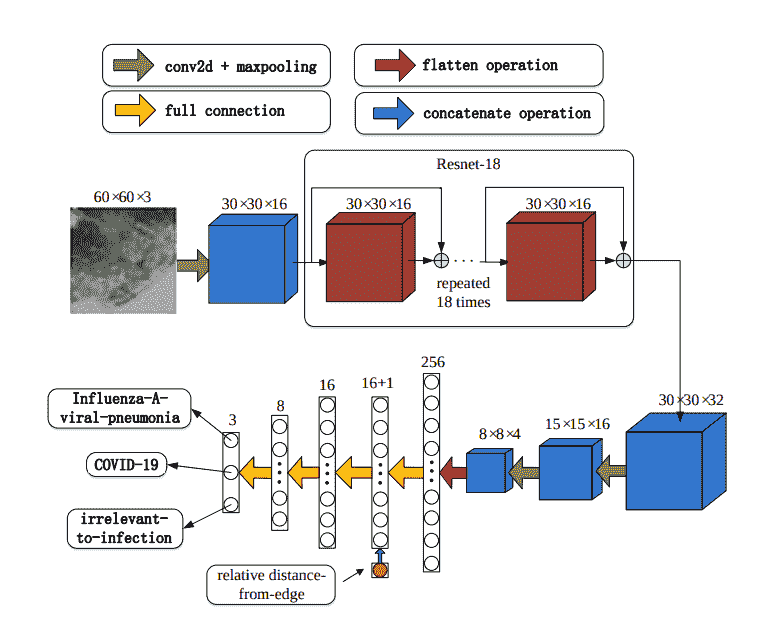 conv2d + maxpooling
flatten operation
full connection
concatenate operation
Resnet-18
60×60×3
30×30×16
30×30×16
30×30×16
repeated
18 times
256
16+1
16
8
3
30×30×32
15×15×16
8×8×4
Influenza-A-
viral-pneumonia
COVID-19
irrelevant-
to-infection
relative distance-
from-edge